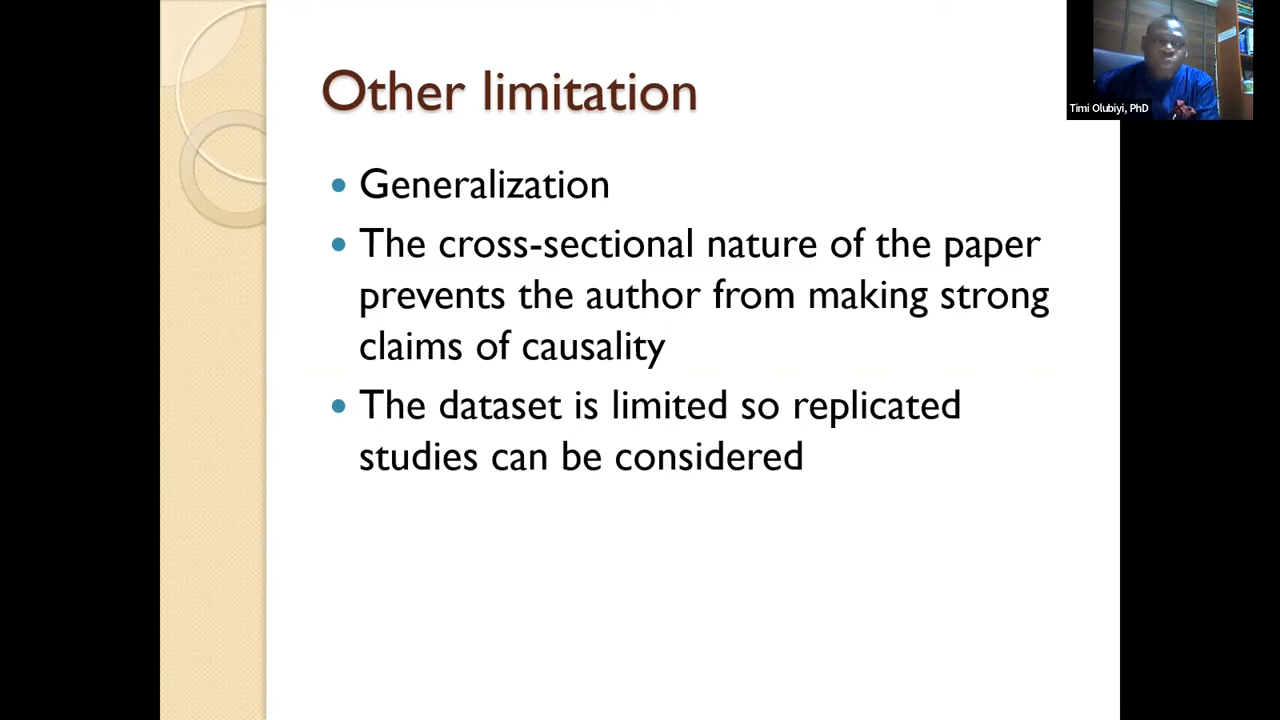 Other limitation
Timi Olubiyi, PhD
Generalization
The cross-sectional nature of the paper
prevents the author from making strong
claims of causality
The dataset is limited so replicated
studies can be considered